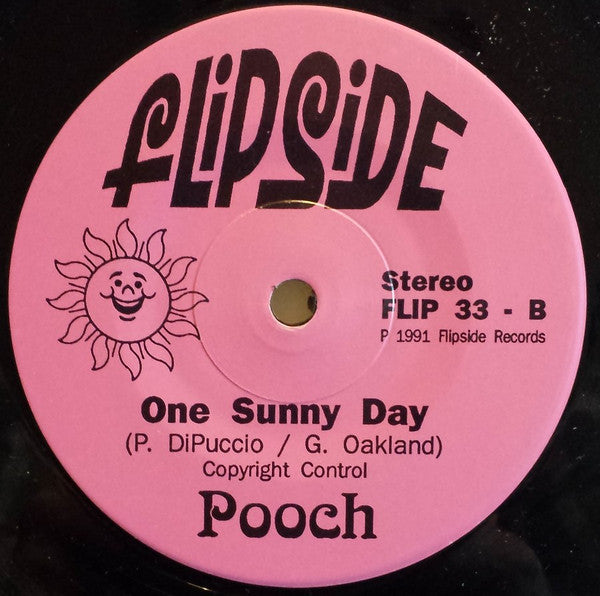 FLiPSiDE
Stereo
FLIP 33 - B
P 1991 Flipside Records
One Sunny Day
(P. DiPuccio / G. Oakland)
Copyright Control
Pooch